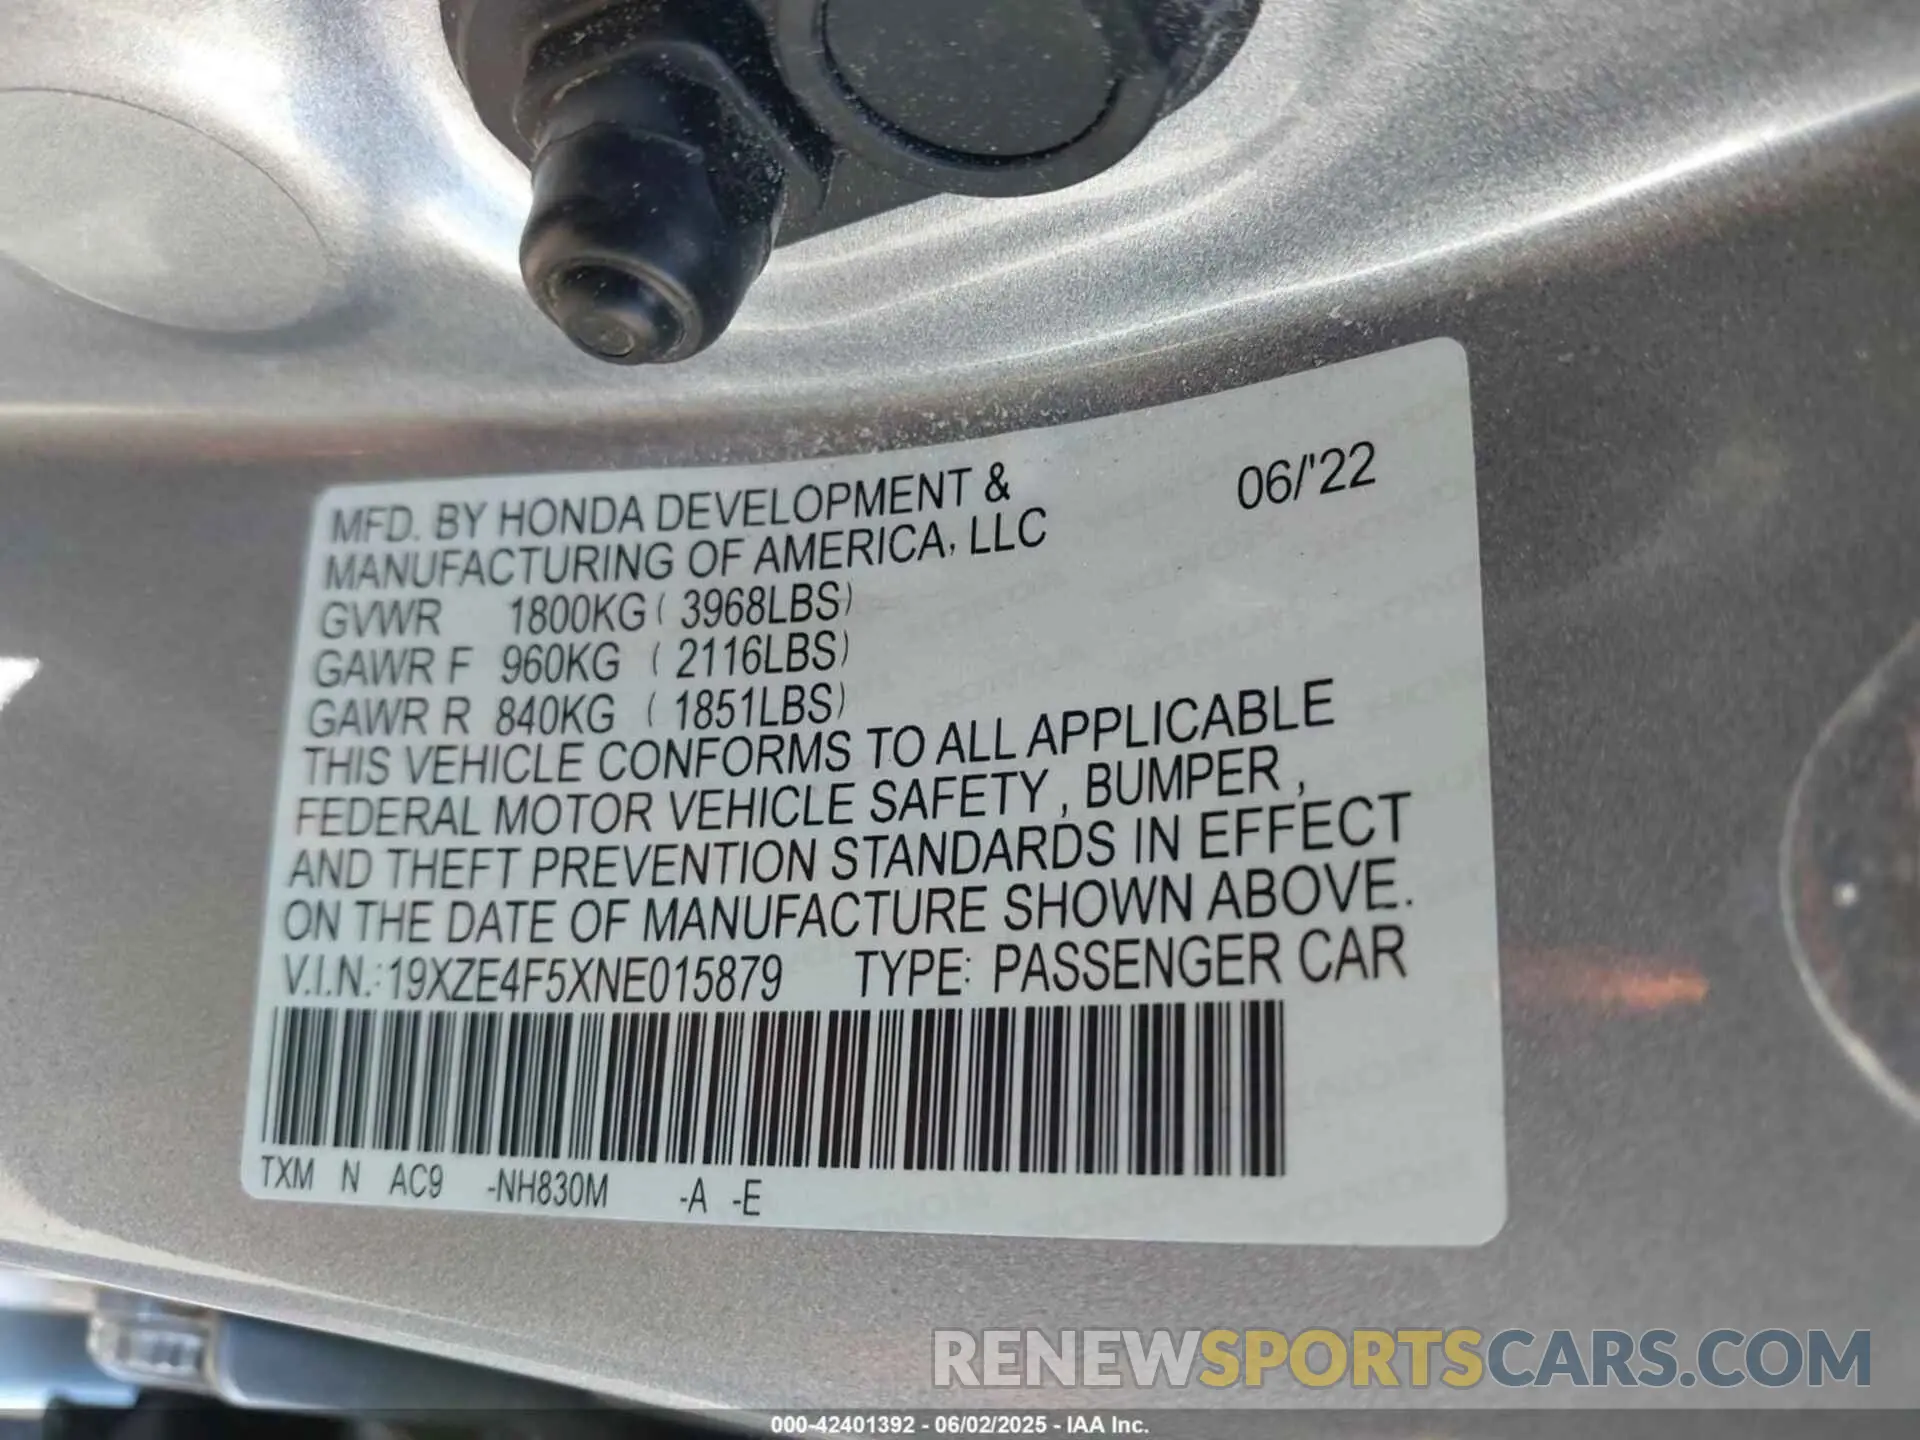 MFD. BY HONDA DEVELOPMENT & 06/'22
MANUFACTURING OF AMERICA, LLC
GVWR 1800KG ( 3968LBS)
GAWR F 960KG ( 2116LBS)
GAWR R 840KG ( 1851LBS)
THIS VEHICLE CONFORMS TO ALL APPLICABLE
FEDERAL MOTOR VEHICLE SAFETY , BUMPER ,
AND THEFT PREVENTION STANDARDS IN EFFECT
ON THE DATE OF MANUFACTURE SHOWN ABOVE.
V.I.N.: 19XZE4F5XNE015879 TYPE: PASSENGER CAR
TXM N AC9 -NH830M -A -E
RENEWSPORTSCARS.COM
000-42401392 - 06/02/2025 - IAA Inc.